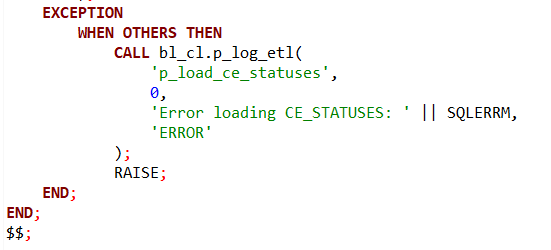 EXCEPTION
WHEN OTHERS THEN
CALL bl_cl.p_log_etl(
'p_load_ce_statuses',
0,
'Error loading CE_STATUSES: ' || SQLERRM,
'ERROR'
);
RAISE;
END;
END;
$$;